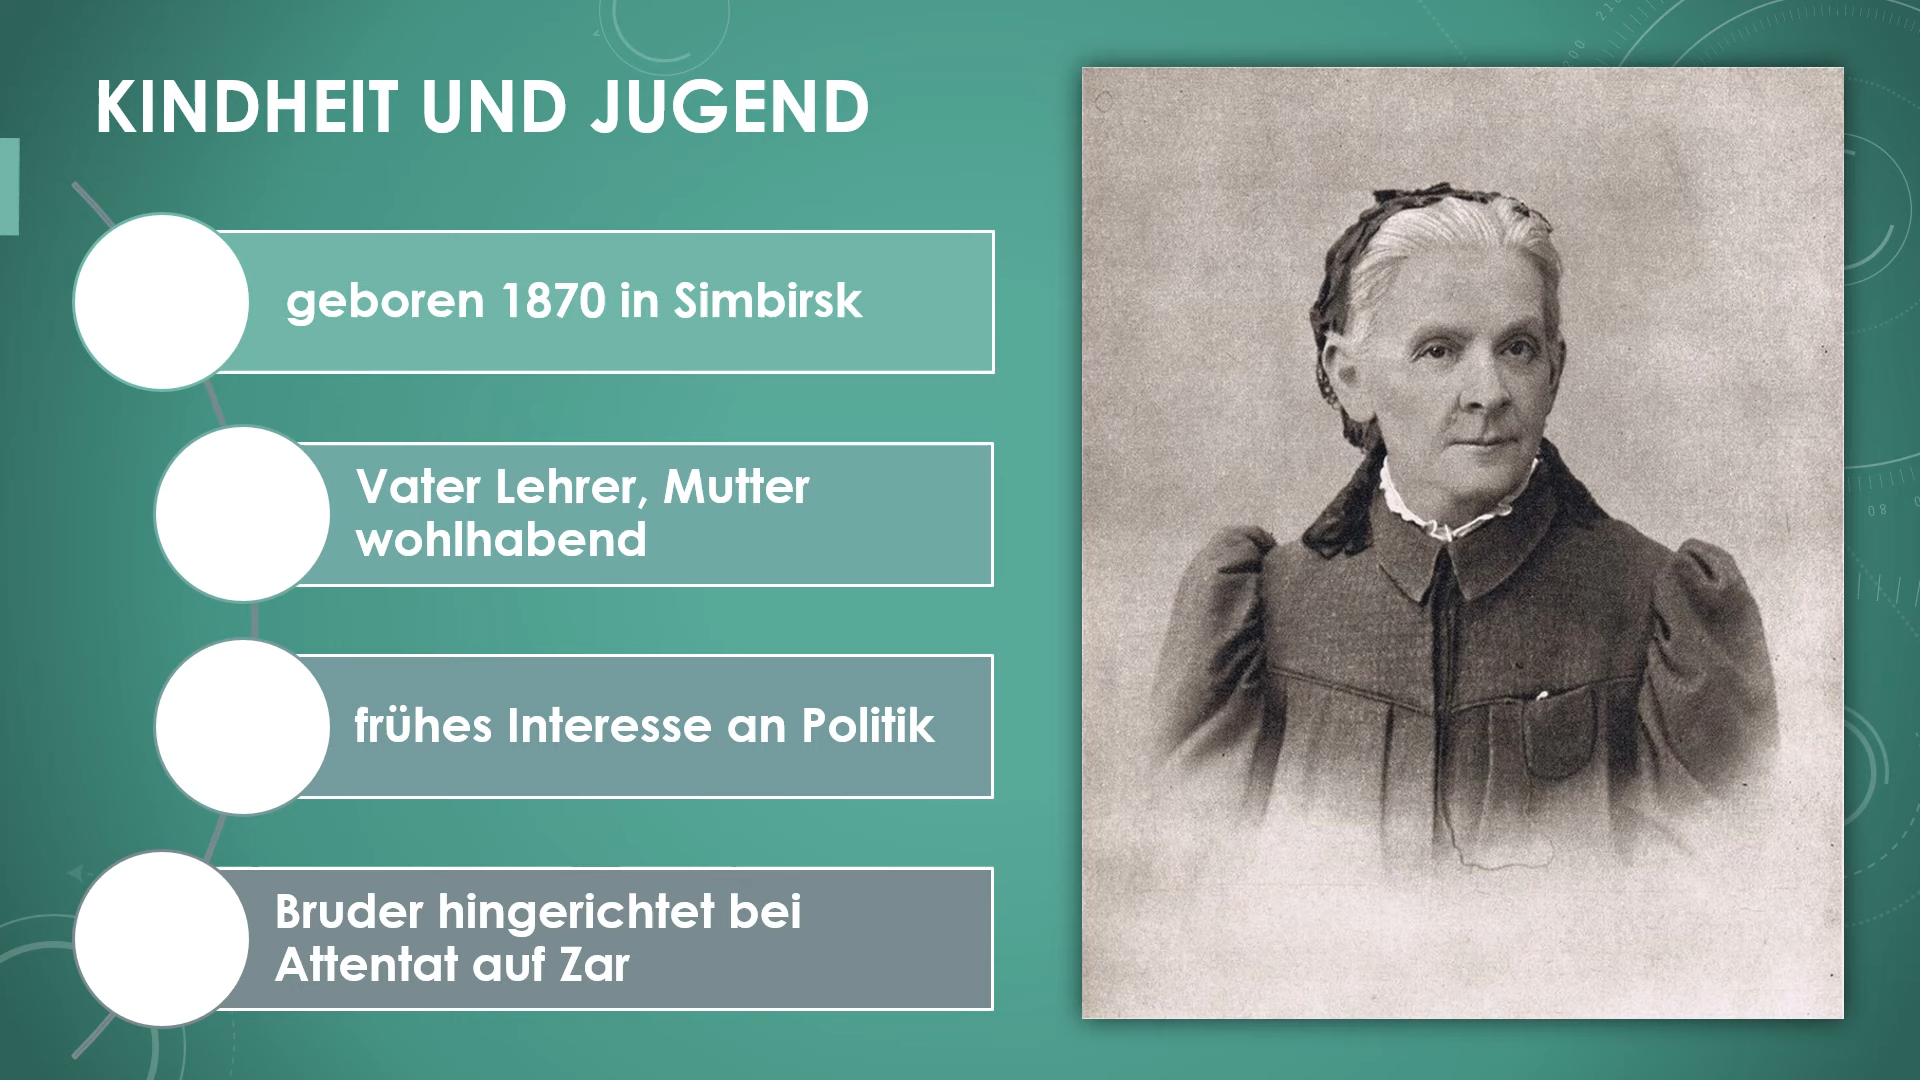 KINDHEIT UND JUGEND
geboren 1870 in Simbirsk
Vater Lehrer, Mutter
wohlhabend
frühes Interesse an Politik
Bruder hingerichtet bei
Attentat auf Zar